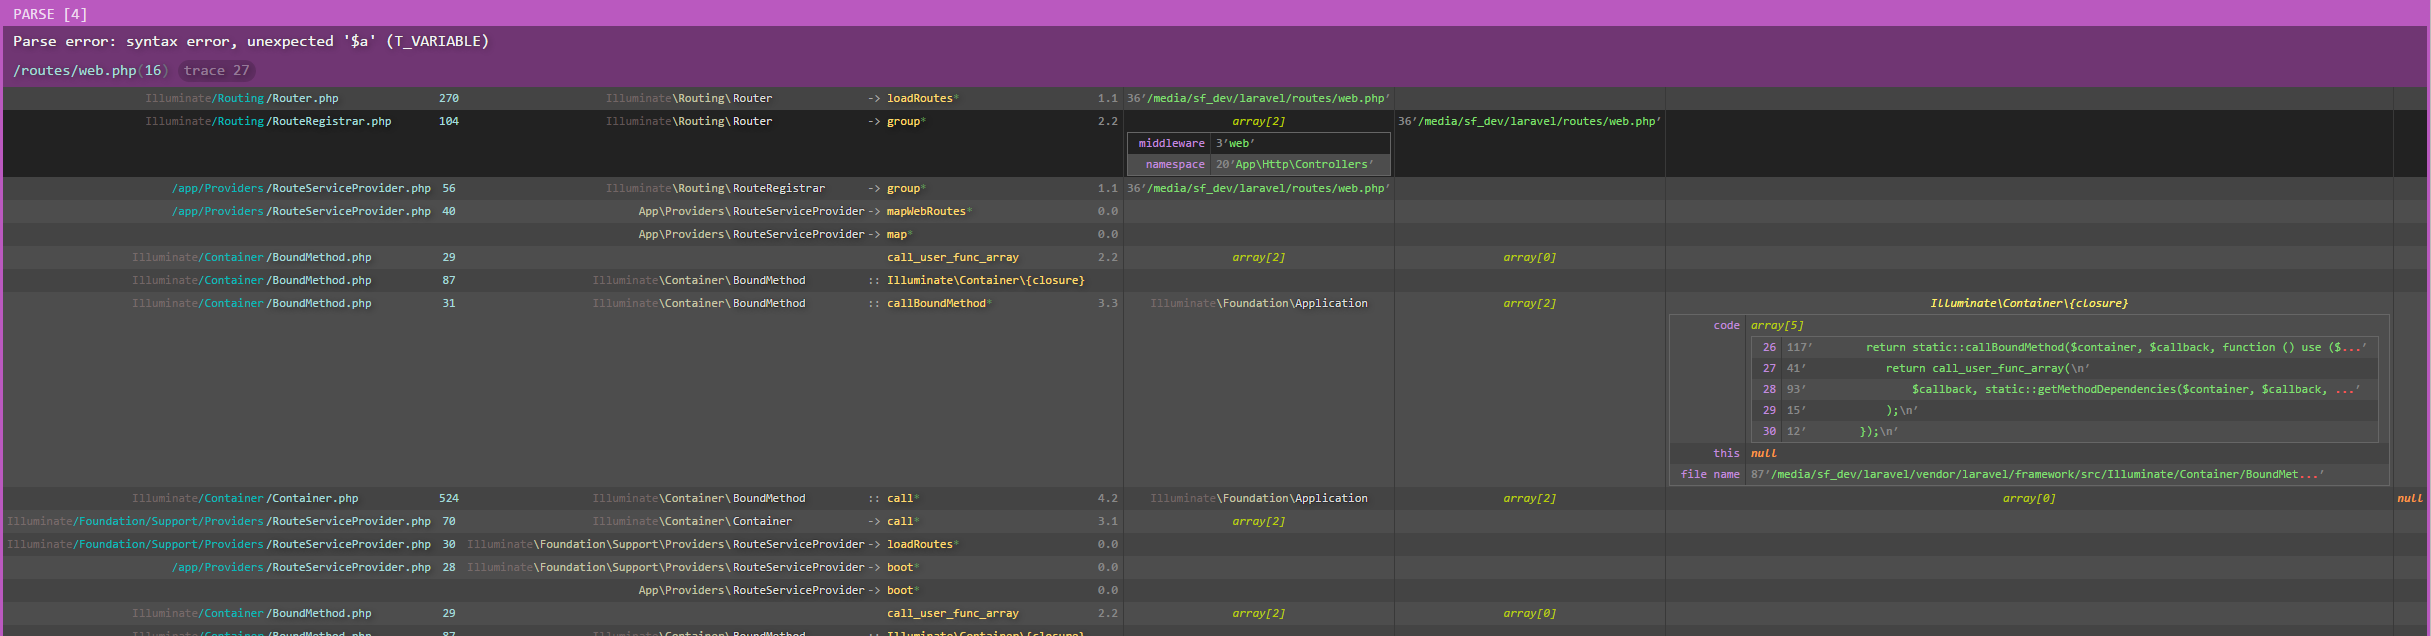 PARSE [4]
Parse error: syntax error, unexpected '$a' (T_VARIABLE)
/routes/web.php(16) trace 27
Illuminate/Routing/Router.php 270 Illuminate\Routing\Router -> loadRoutes* 1.1 36’/media/sf_dev/laravel/routes/web.php’
Illuminate/Routing/RouteRegistrar.php 104 Illuminate\Routing\Router -> group* 2.2 array[2] 36’/media/sf_dev/laravel/routes/web.php’
middleware 3’web’
namespace 20’App\Http\Controllers’
/app/Providers/RouteServiceProvider.php 56 Illuminate\Routing\RouteRegistrar -> group* 1.1 36’/media/sf_dev/laravel/routes/web.php’
/app/Providers/RouteServiceProvider.php 40 App\Providers\RouteServiceProvider -> mapWebRoutes* 0.0
App\Providers\RouteServiceProvider -> map* 0.0
Illuminate/Container/BoundMethod.php 29 call_user_func_array 2.2 array[2] array[0]
Illuminate/Container/BoundMethod.php 87 Illuminate\Container\BoundMethod :: Illuminate\Container\{closure}
Illuminate/Container/BoundMethod.php 31 Illuminate\Container\BoundMethod :: callBoundMethod* 3.3 Illuminate\Foundation\Application array[2] Illuminate\Container\{closure}
code array[5]
26 117’ return static::callBoundMethod($container, $callback, function () use ($...’
27 41’ return call_user_func_array(\n’
28 93’ $callback, static::getMethodDependencies($container, $callback, ...’
29 15’ );\n’
30 12’ });\n’
this null
file name 87’/media/sf_dev/laravel/vendor/laravel/framework/src/Illuminate/Container/BoundMet...’
Illuminate/Container/Container.php 524 Illuminate\Container\BoundMethod :: call* 4.2 Illuminate\Foundation\Application array[2] array[0] null
Illuminate/Foundation/Support/Providers/RouteServiceProvider.php 70 Illuminate\Container\Container -> call* 3.1 array[2]
Illuminate/Foundation/Support/Providers/RouteServiceProvider.php 30 Illuminate\Foundation\Support\Providers\RouteServiceProvider -> loadRoutes* 0.0
/app/Providers/RouteServiceProvider.php 28 Illuminate\Foundation\Support\Providers\RouteServiceProvider -> boot* 0.0
App\Providers\RouteServiceProvider -> boot* 0.0
Illuminate/Container/BoundMethod.php 29 call_user_func_array 2.2 array[2] array[0]
Illuminate/Container/BoundMethod.php 87 Illuminate\Container\BoundMethod :: Illuminate\Container\{closure}